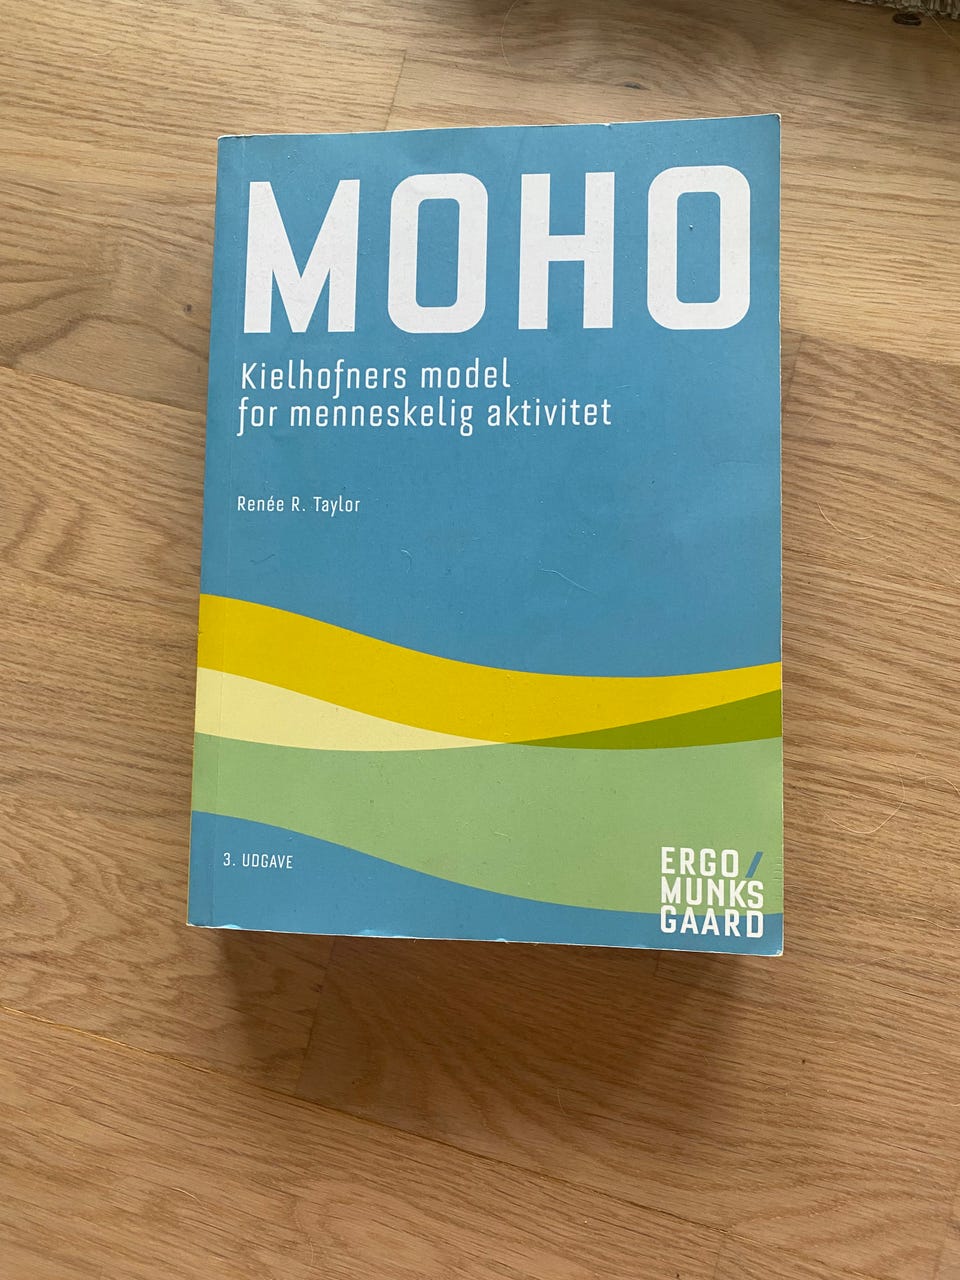 MOHO
Kielhofners model
for menneskelig aktivitet
Renée R. Taylor
3. UDGAVE
ERGO/
MUNKS
GAARD